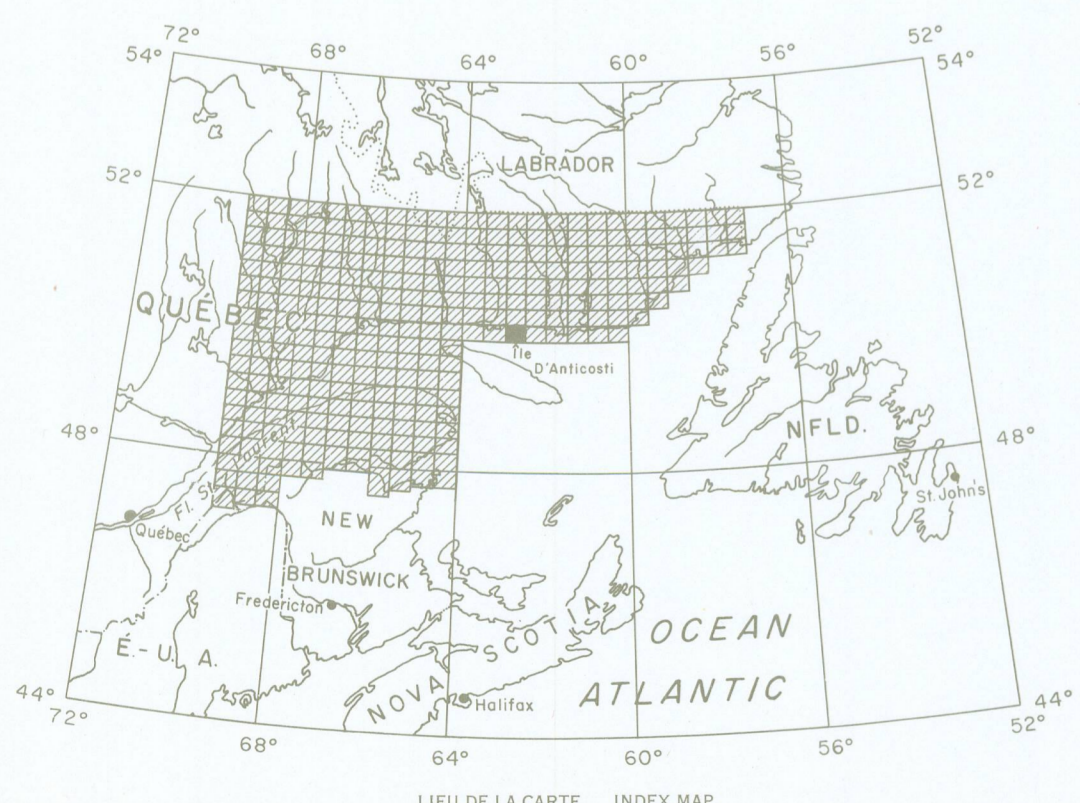 72°
54°
68°
64°
60°
56°
52°
54°
LABRADOR
52°
52°
QUÉBEC
Île
D'Anticosti
NFLD.
48°
48°
St. John's
Fl. St Laurent
Québec
NEW
BRUNSWICK
Fredericton
É.-U. A.
NOVA SCOTIA
Halifax
OCEAN
ATLANTIC
44°
72°
68°
64°
60°
56°
44°
52°
LIEU DE LA CARTE INDEX MAP